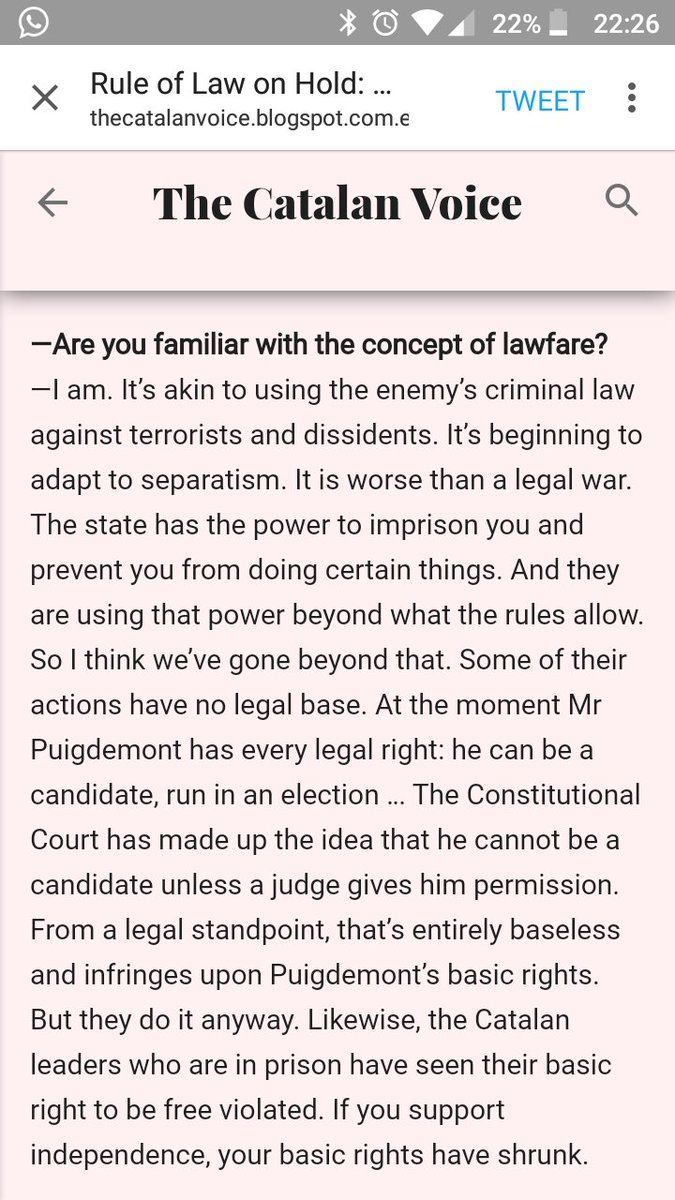 22% 22:26
Rule of Law on Hold: ...
thecatalanvoice.blogspot.com.e
TWEET
The Catalan Voice
—Are you familiar with the concept of lawfare?
—I am. It’s akin to using the enemy’s criminal law
against terrorists and dissidents. It’s beginning to
adapt to separatism. It is worse than a legal war.
The state has the power to imprison you and
prevent you from doing certain things. And they
are using that power beyond what the rules allow.
So I think we’ve gone beyond that. Some of their
actions have no legal base. At the moment Mr
Puigdemont has every legal right: he can be a
candidate, run in an election ... The Constitutional
Court has made up the idea that he cannot be a
candidate unless a judge gives him permission.
From a legal standpoint, that’s entirely baseless
and infringes upon Puigdemont’s basic rights.
But they do it anyway. Likewise, the Catalan
leaders who are in prison have seen their basic
right to be free violated. If you support
independence, your basic rights have shrunk.